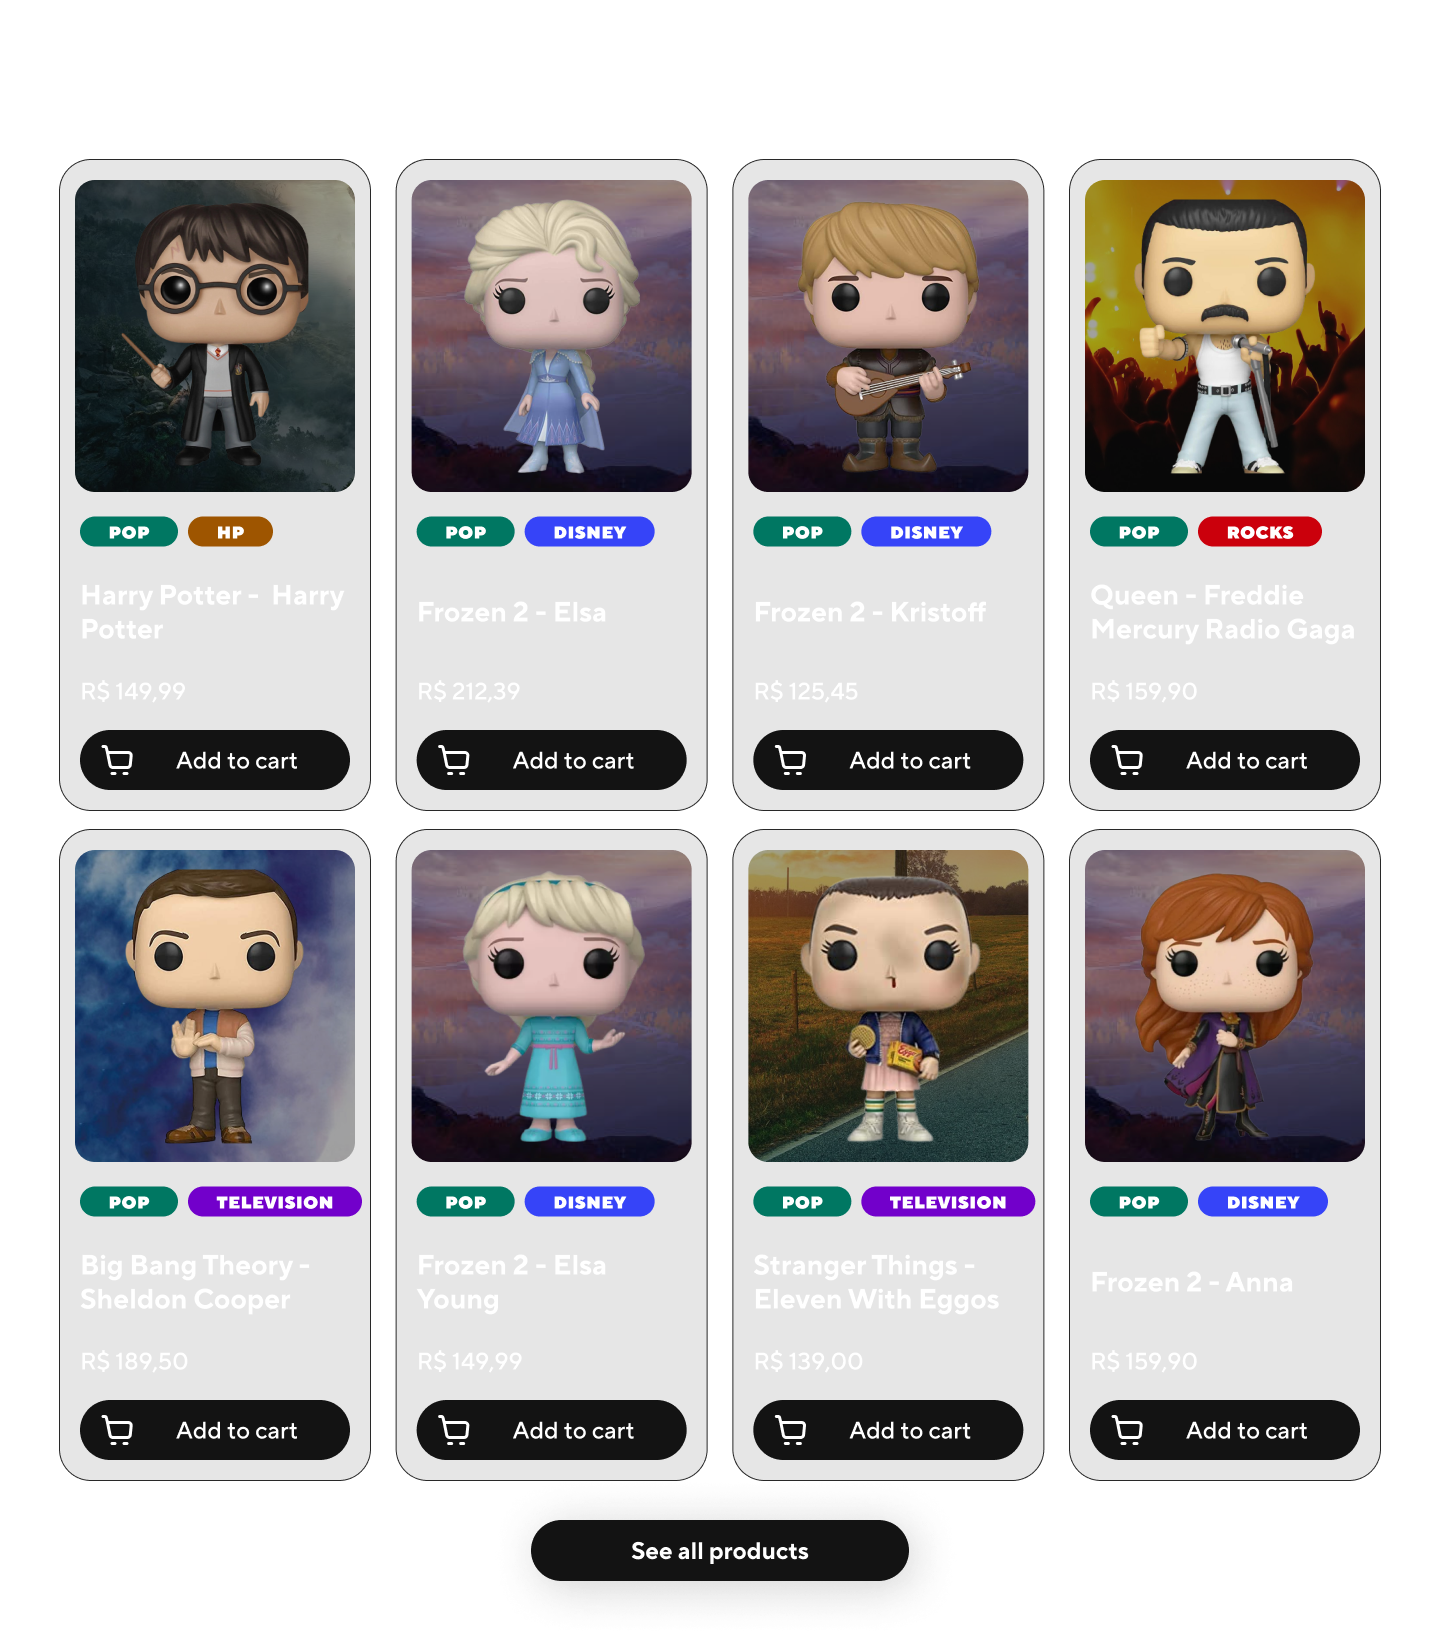 POP HP
Harry Potter -  Harry
Potter
R$ 149,99
Add to cart
POP DISNEY
Frozen 2 - Elsa
R$ 212,39
Add to cart
POP DISNEY
Frozen 2 - Kristoff
R$ 125,45
Add to cart
POP ROCKS
Queen - Freddie
Mercury Radio Gaga
R$ 159,90
Add to cart
POP TELEVISION
Big Bang Theory -
Sheldon Cooper
R$ 189,50
Add to cart
POP DISNEY
Frozen 2 - Elsa
Young
R$ 149,99
Add to cart
POP TELEVISION
Stranger Things -
Eleven With Eggos
R$ 139,00
Add to cart
POP DISNEY
Frozen 2 - Anna
R$ 159,90
Add to cart
See all products